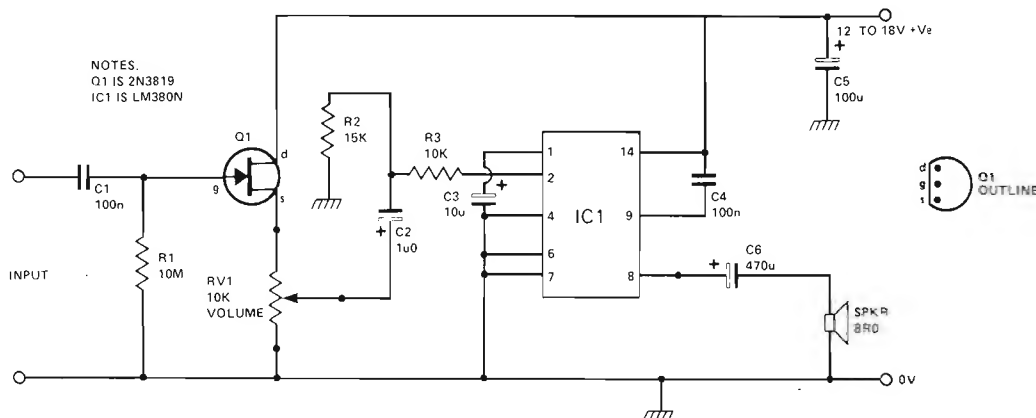 12 TO 18V +Ve
NOTES.
Q1 IS 2N3819
IC1 IS LM380N
+
C5
100u
Q1
d
g
s
R2
15K
R3
10K
C1
100n
1
2
4
6
7
14
9
8
IC1
C3
10u
+
C4
100n
d
g
s
Q1
OUTLINE
+
C2
1u0
INPUT
R1
10M
RV1
10K
VOLUME
+
C6
470u
SPKR
8R0
0V